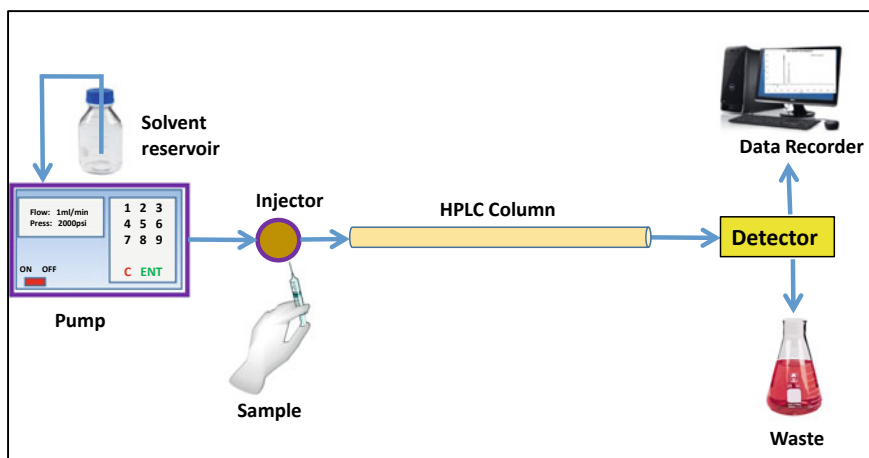 Solvent
reservoir
Flow: 1ml/min
Press: 2000psi
1 2 3
4 5 6
7 8 9
C ENT
ON OFF
Pump
Injector
Sample
HPLC Column
Detector
Data Recorder
Waste